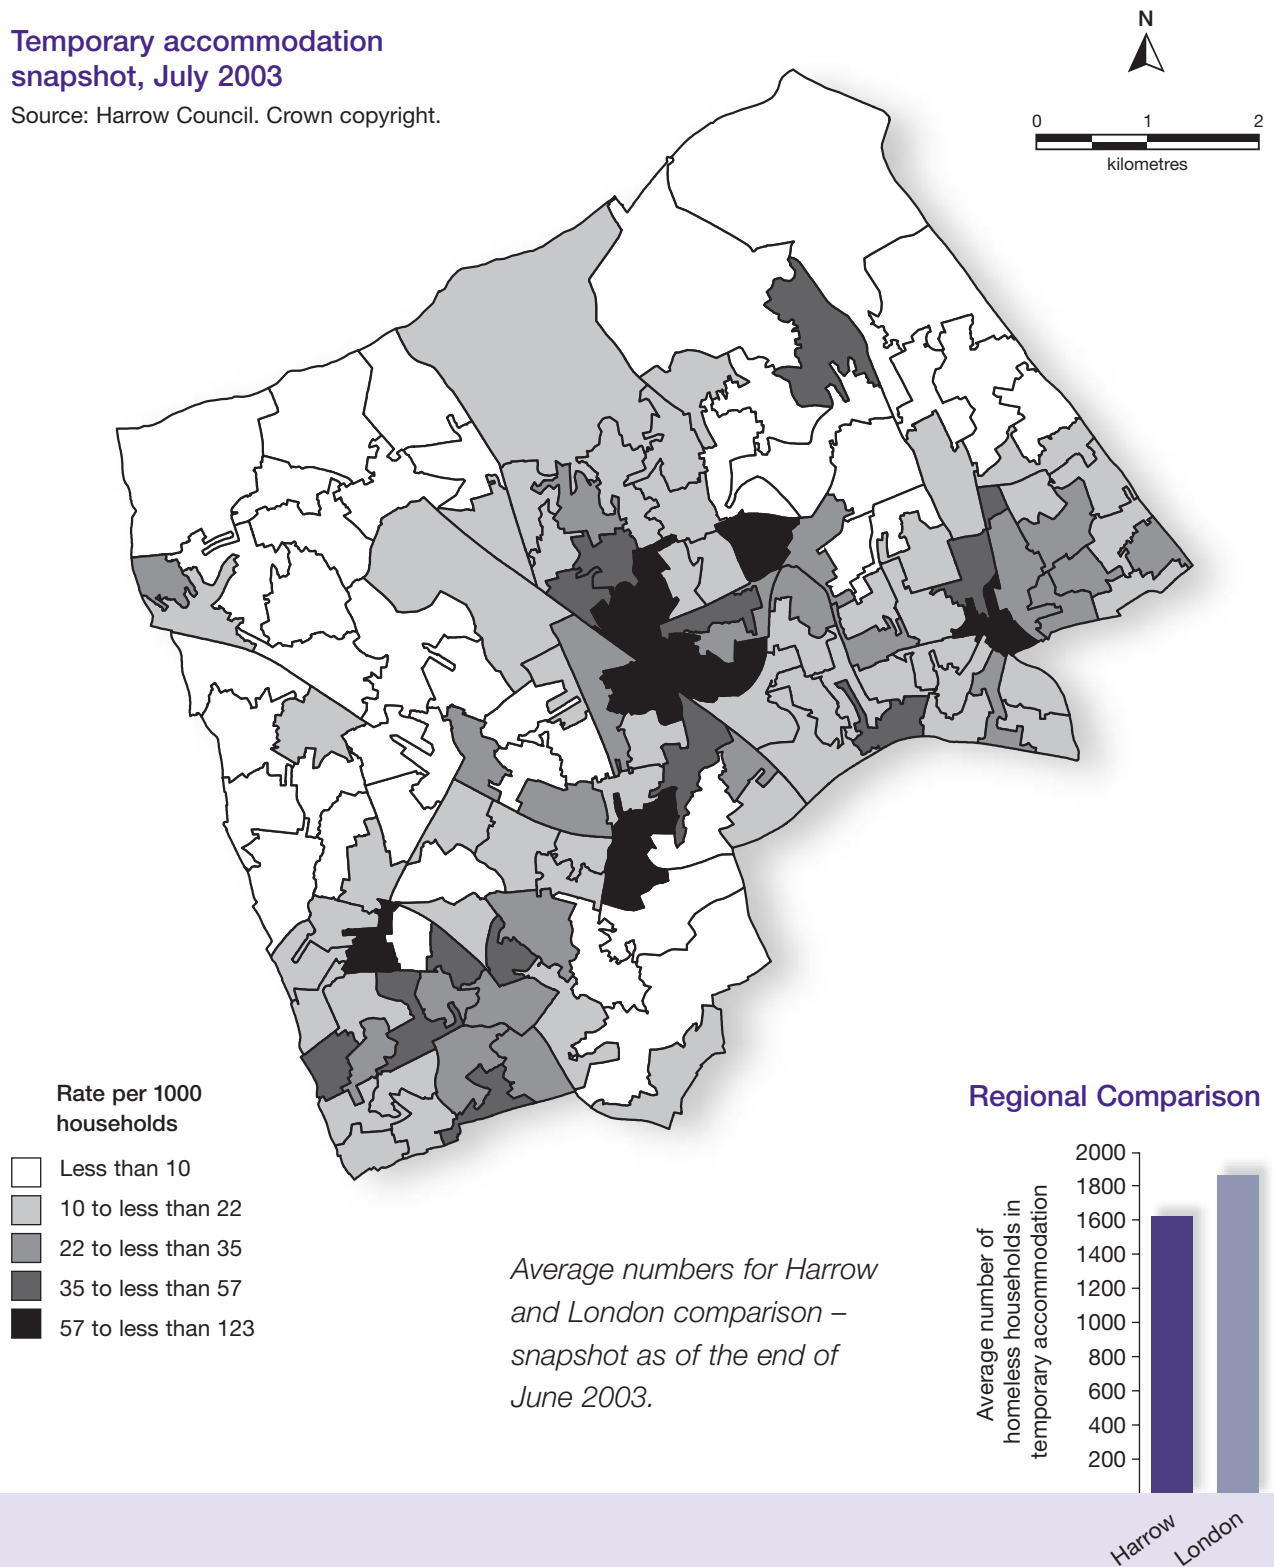 Temporary accommodation
snapshot, July 2003
Source: Harrow Council. Crown copyright.
N
0 1 2
kilometres
Rate per 1000
households
Less than 10
10 to less than 22
22 to less than 35
35 to less than 57
57 to less than 123
Average numbers for Harrow
and London comparison –
snapshot as of the end of
June 2003.
Regional Comparison
Average number of
homeless households in
temporary accommodation
2000
1800
1600
1400
1200
1000
800
600
400
200
Harrow
London